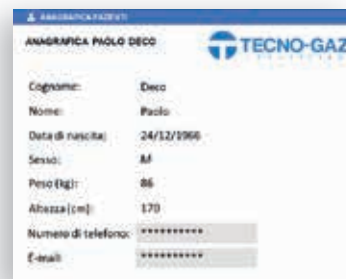 ANAGRAFICA PAZIENTI
ANAGRAFICA PAOLO DECO
TECNO-GAZ
Cognome: Deco
Nome: Paolo
Data di nascita: 24/12/1966
Sesso: M
Peso (kg): 86
Altezza (cm): 170
Numero di telefono: **********
E-mail: **********